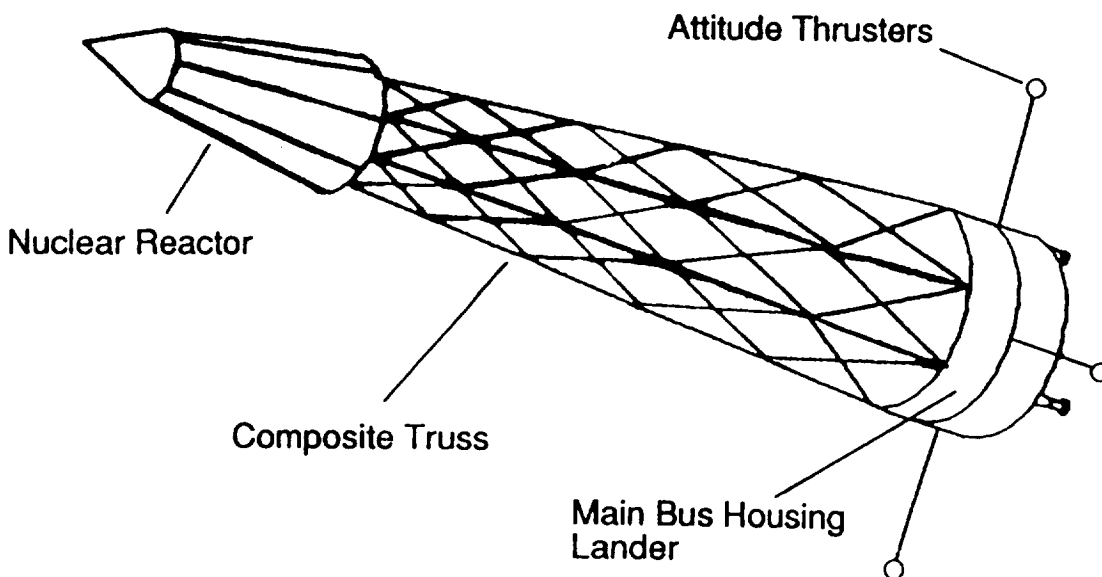 Attitude Thrusters
Nuclear Reactor
Composite Truss
Main Bus Housing
Lander